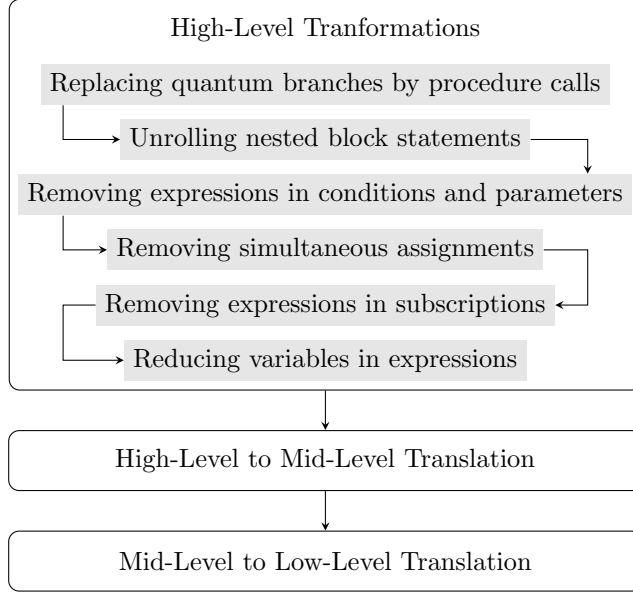 High-Level Tranformations
Replacing quantum branches by procedure calls
Unrolling nested block statements
Removing expressions in conditions and parameters
Removing simultaneous assignments
Removing expressions in subscriptions
Reducing variables in expressions
High-Level to Mid-Level Translation
Mid-Level to Low-Level Translation